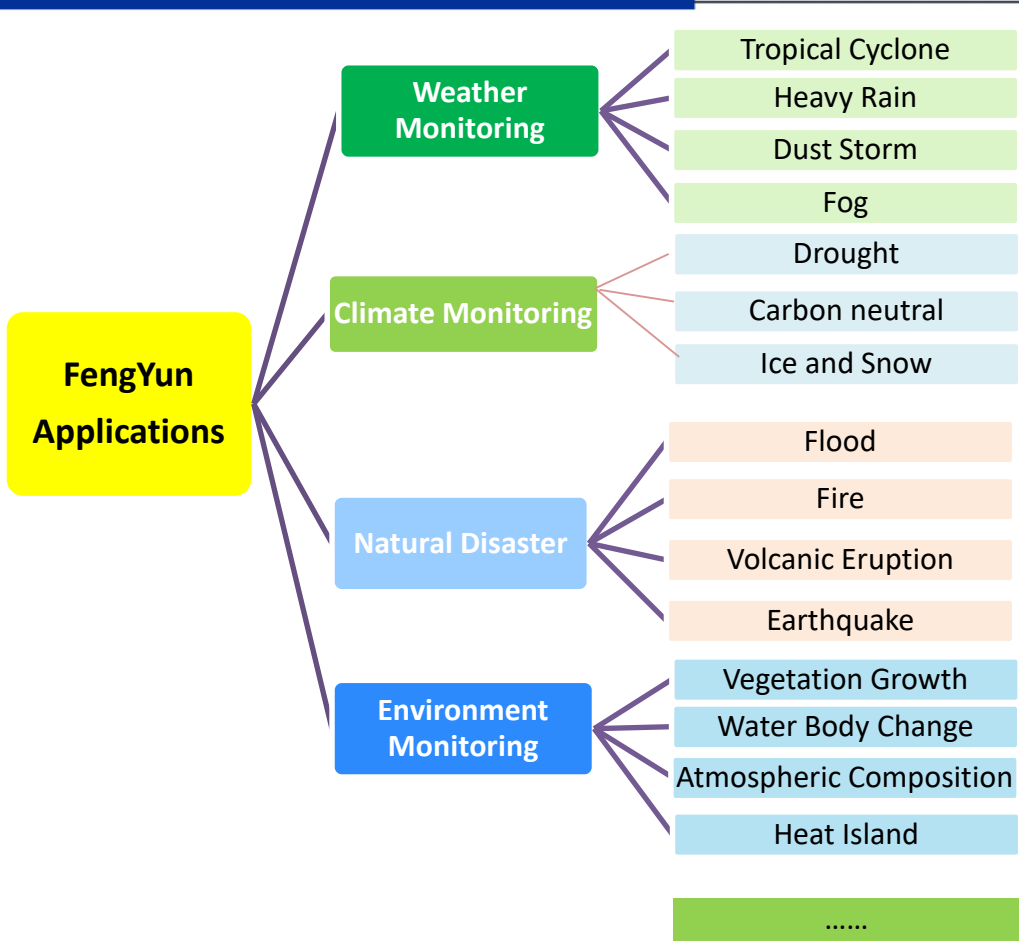 FengYun
Applications
Weather
Monitoring
Tropical Cyclone
Heavy Rain
Dust Storm
Fog
Climate Monitoring
Drought
Carbon neutral
Ice and Snow
Natural Disaster
Flood
Fire
Volcanic Eruption
Earthquake
Environment
Monitoring
Vegetation Growth
Water Body Change
Atmospheric Composition
Heat Island
......